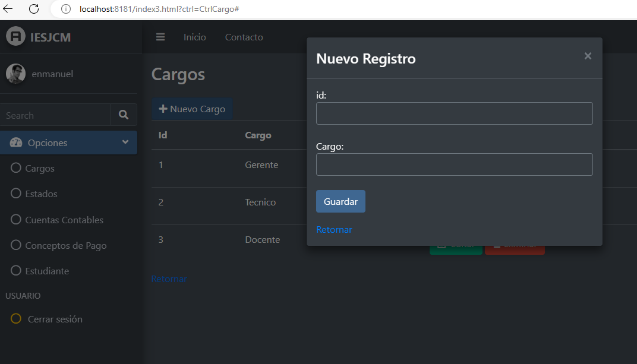 localhost:8181/index3.html?ctrl=CtrlCargo#
IESJCM
Inicio Contacto
enmanuel
Search
Opciones
Cargos
Estados
Cuentas Contables
Conceptos de Pago
Estudiante
USUARIO
Cerrar sesión
Cargos
Nuevo Cargo
Id Cargo
1 Gerente
2 Tecnico
3 Docente
Retornar
Nuevo Registro
×
id:
Cargo:
Guardar
Retornar